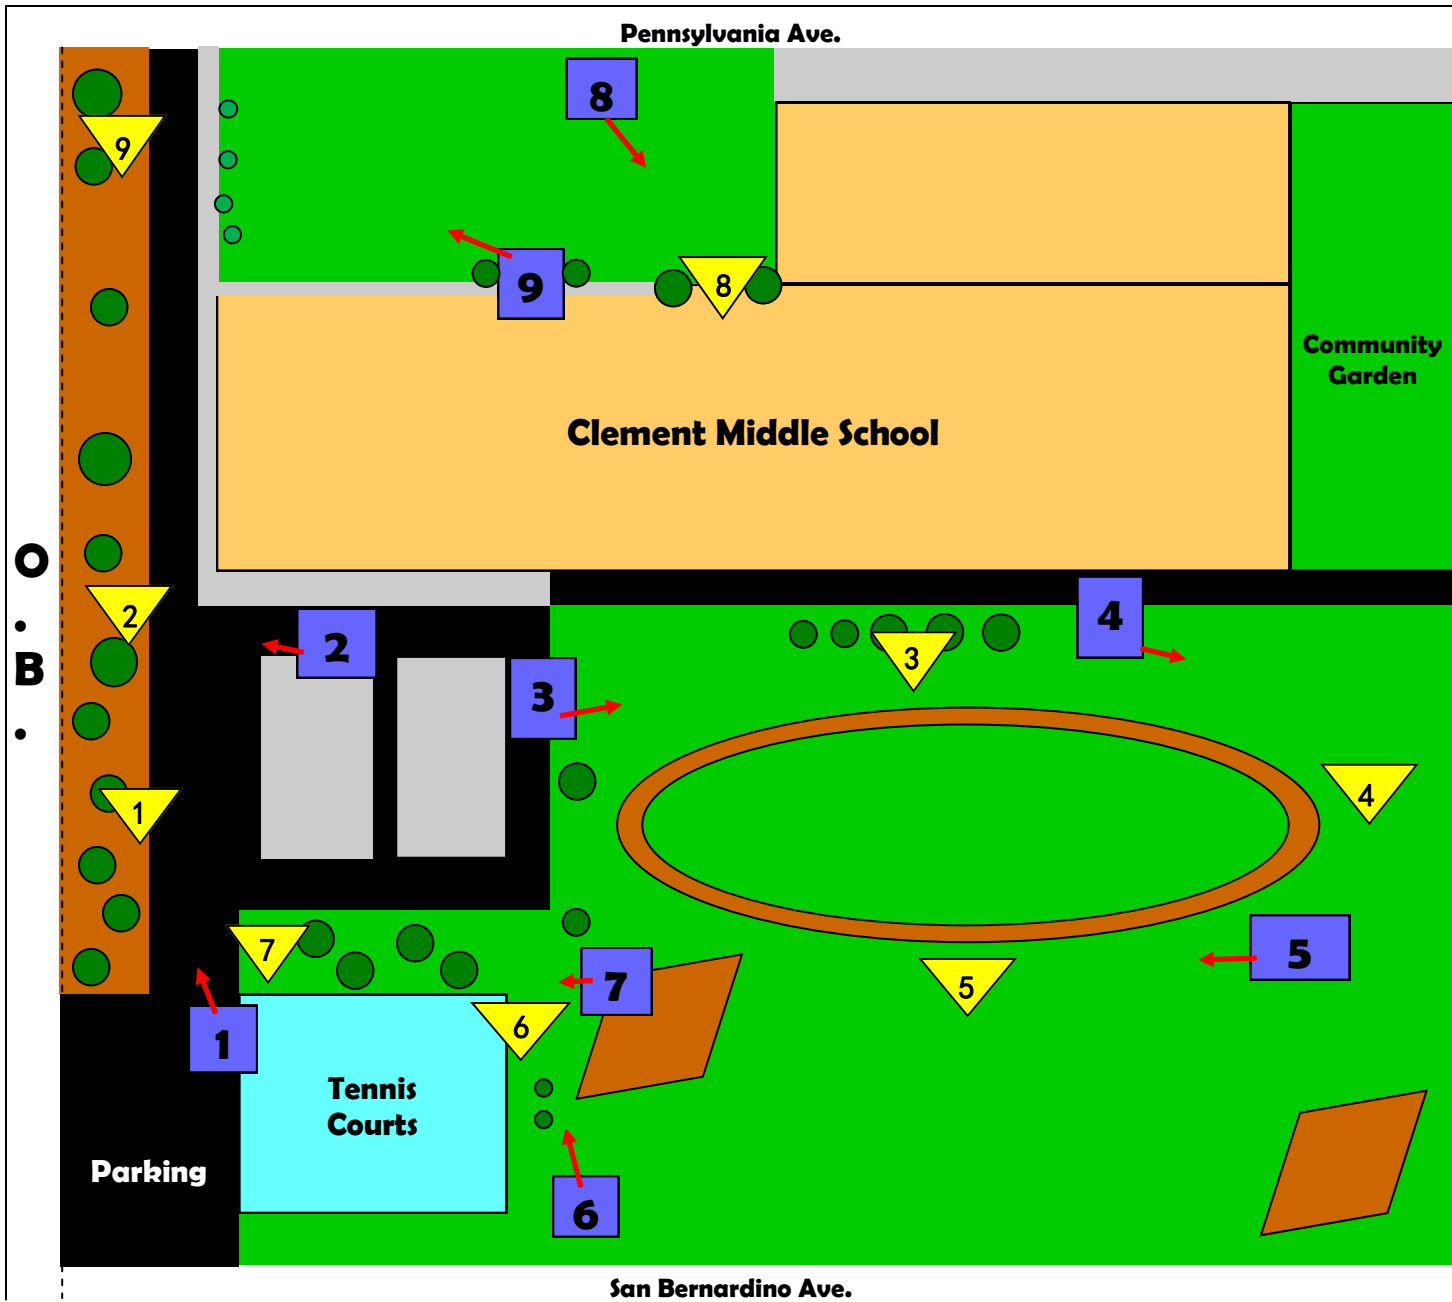 Pennsylvania Ave.
8
9
9
8
Community
Garden
Clement Middle School
O
.
B
.
2
2
3
4
3
4
1
7
5
5
7
6
1
Tennis
Courts
Parking
6
San Bernardino Ave.